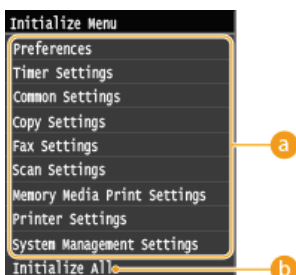 Initialize Menu
Preferences
Timer Settings
Common Settings
Copy Settings
Fax Settings
Scan Settings
Memory Media Print Settings
Printer Settings
System Management Settings
Initialize All
a
b